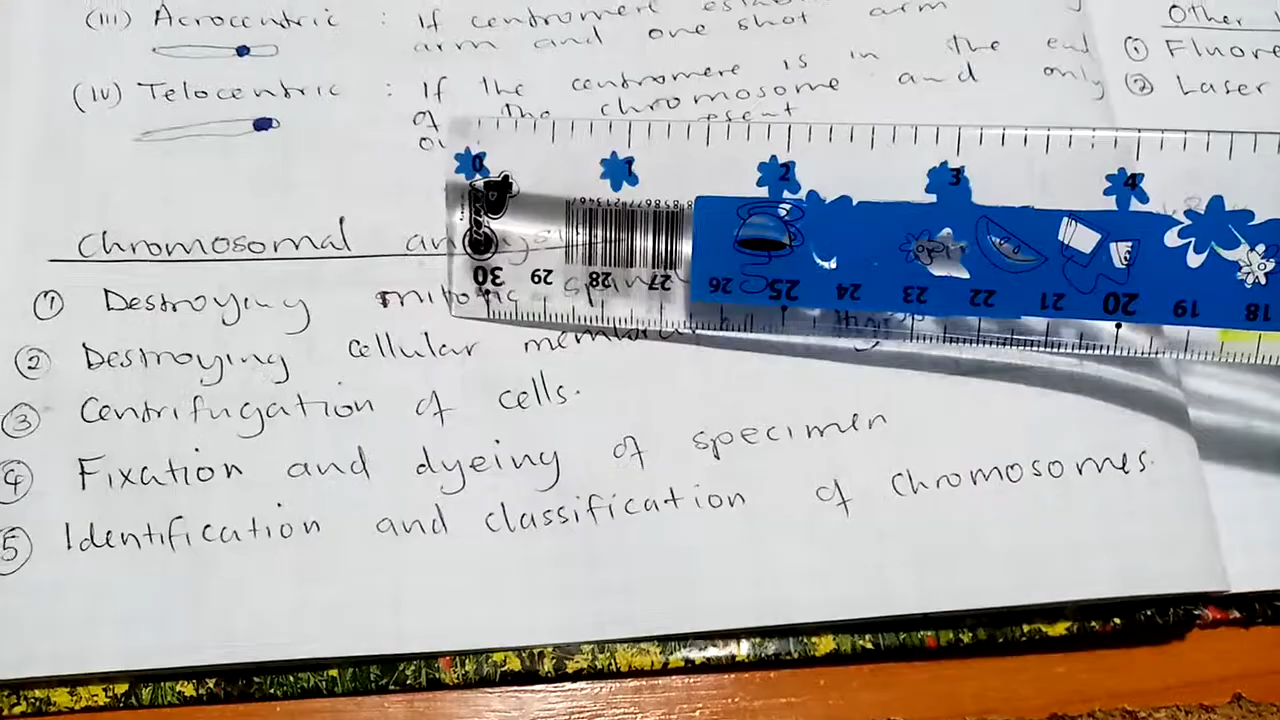 (iii) Acrocentric : If centromere
arm and one shot arm
(iv) Telocentric : If the centromere is in the end
of the chromosome and only
Other
① Fluore
② Laser
0 1 2 3 4
30 29 28 27 26 25 24 23 22 21 20 19 18
Chromosomal
① Destroying mitotic
② Destroying cellular
③ Centrifugation of cells.
④ Fixation and dyeing of specimen
⑤ Identification and classification of chromosomes.